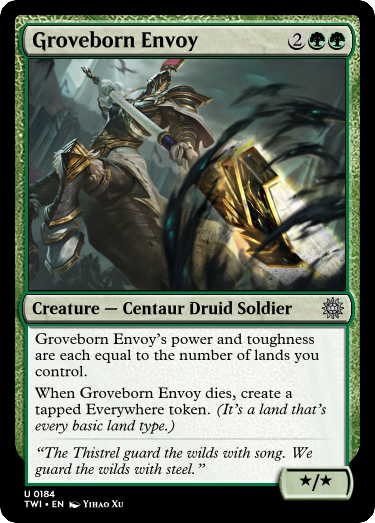 Groveborn Envoy 2
Creature — Centaur Druid Soldier
Groveborn Envoy's power and toughness
are each equal to the number of lands you
control.
When Groveborn Envoy dies, create a
tapped Everywhere token. (It's a land that's
every basic land type.)
“The Thistrel guard the wilds with song. We
guard the wilds with steel.”
*/*
U 0184
TWI • EN Yihao Xu